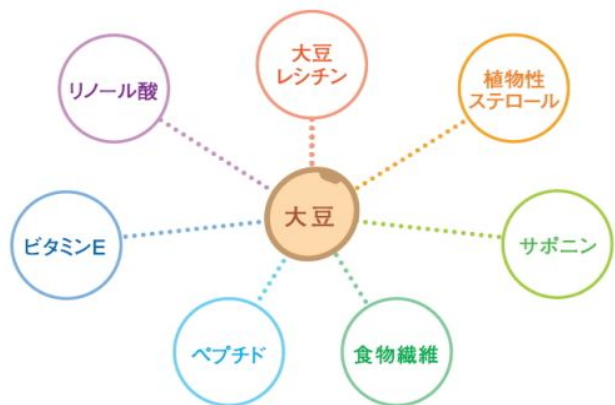 大豆
レシチン
リノール酸
植物性
ステロール
大豆
ビタミンE
サポニン
ペプチド
食物繊維